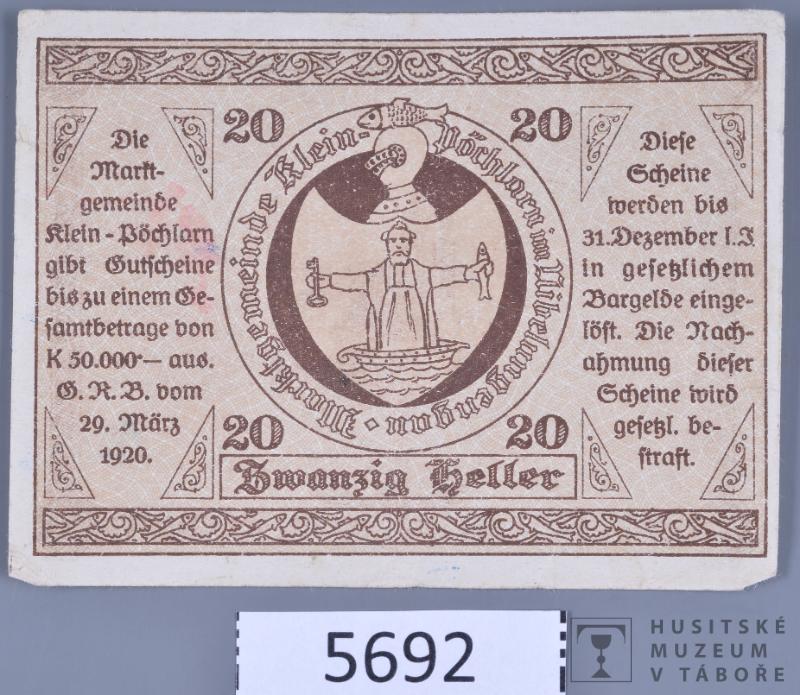 Die
Markt-
gemeinde
Klein-Pöchlarn
gibt Gutscheine
bis zu einem Ge-
samtbetrage von
K 50.000·— aus.
G. R. B. vom
29. März
1920.
20
20
Marktgemeinde Klein-Pöchlarn im Nibelungengau ·
20
20
Zwanzig Heller
Diese
Scheine
werden bis
31. Dezember l. J.
in gesetzlichem
Bargelde einge-
löst. Die Nach-
ahmung dieser
Scheine wird
gesetzl. be-
straft.
5692
HUSITSKÉ
MUZEUM
V TÁBOŘE